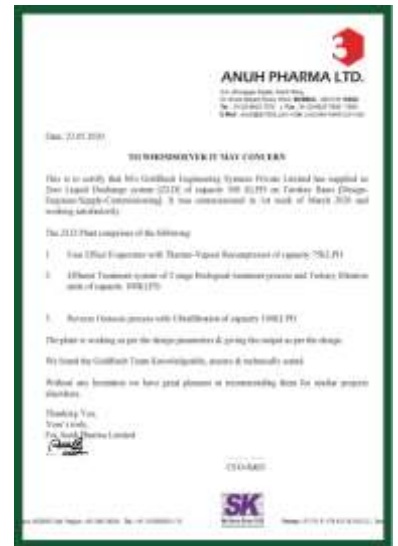 3
ANUH PHARMA LTD.
Date: 22.05.2020
TO WHOMSOEVER IT MAY CONCERN
This is to certify that M/s Goldfinch Engineering Systems Private Limited has supplied us
Zero Liquid Discharge system (ZLD) of capacity 100 KLPD on Turnkey Basis (Design-
Engineer-Supply-Commissioning). It was commissioned in 1st week of March 2020 and
working satisfactorily.
The ZLD Plant comprises of the following
1 Four Effect Evaporator with Thermo-Vapour Recompressor of capacity
2 Effluent Treatment system of 2 stage Biological treatment process and Tertiary filtration
units of capacity 100KLPD
3 Reverse Osmosis process with Ultrafiltration of capacity 100KLPD
The plant is working as per the design parameters & giving the output as per the design.
We found the Goldfinch Team Knowledgeable, sincere & technically sound.
Without any hesitation we have great pleasure in recommending them for similar projects
elsewhere.
Thanking You,
Your's truly,
For, Anuh Pharma Limited
SK